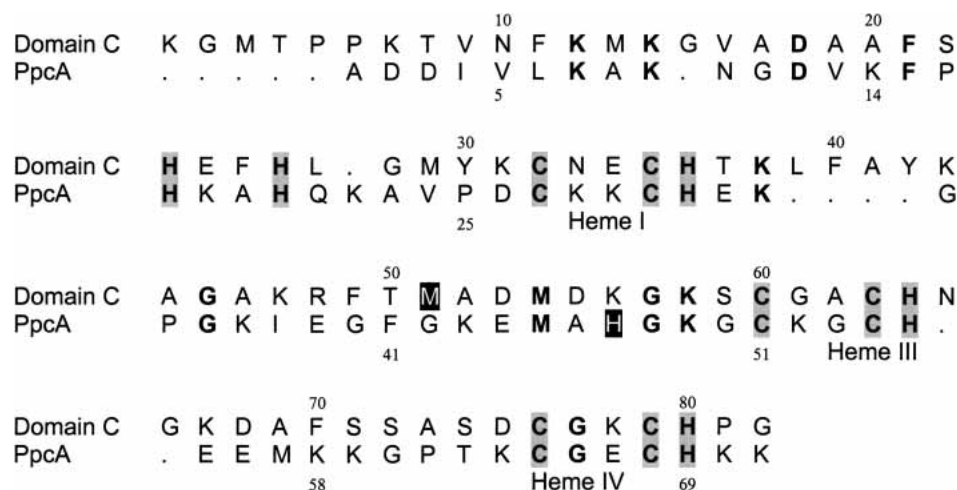 10 20
Domain C K G M T P P K T V N F K M K G V A D A A F S
PpcA . . . . . A D D I V L K A K . N G D V K F P
5 14
30 40
Domain C H E F H L . G M Y K C N E C H T K L F A Y K
PpcA H K A H Q K A V P D C K K C H E K . . . . G
25 Heme I
50 60
Domain C A G A K R F T M A D M D K G K S C G A C H N
PpcA P G K I E G F G K E M A H G K G C K G C H .
41 51 Heme III
70 80
Domain C G K D A F S S A S D C G K C H P G
PpcA . E E M K K G P T K C G E C H K K
58 Heme IV 69